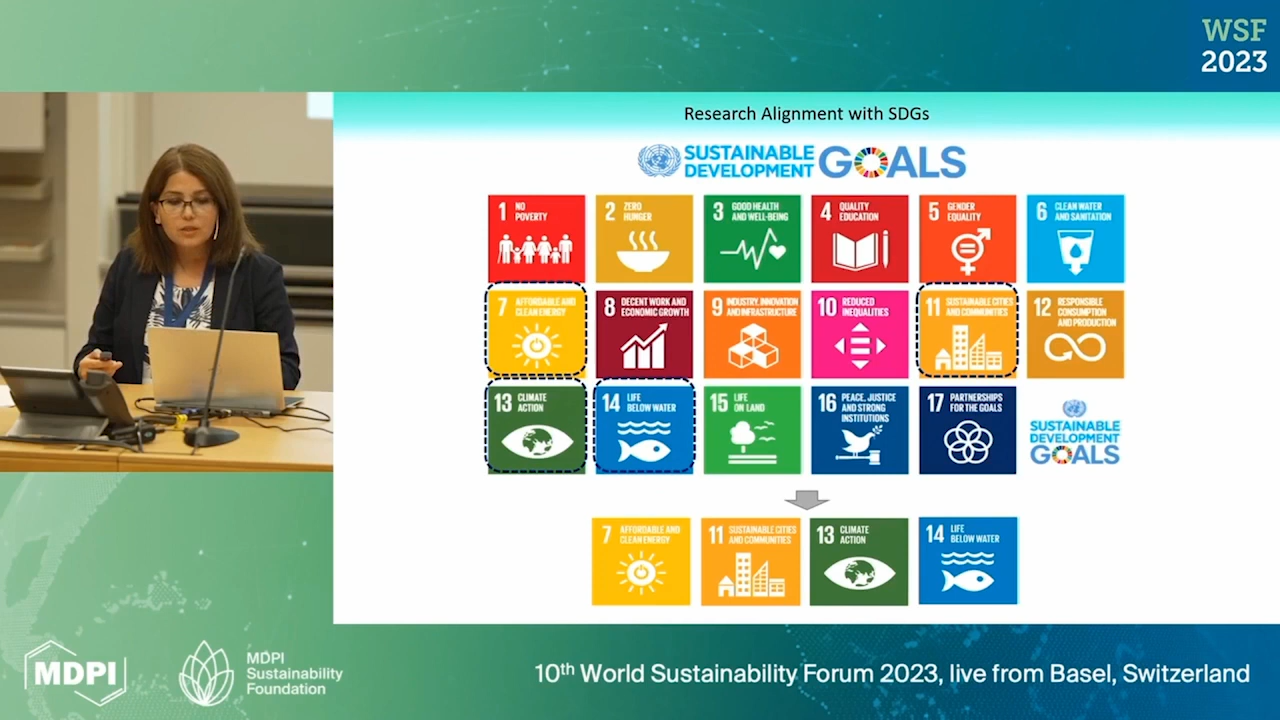 WSF
2023
Research Alignment with SDGs
SUSTAINABLE
DEVELOPMENT
GOALS
1 NO
POVERTY
2 ZERO
HUNGER
3 GOOD HEALTH
AND WELL-BEING
4 QUALITY
EDUCATION
5 GENDER
EQUALITY
6 CLEAN WATER
AND SANITATION
7 AFFORDABLE AND
CLEAN ENERGY
8 DECENT WORK AND
ECONOMIC GROWTH
9 INDUSTRY, INNOVATION
AND INFRASTRUCTURE
10 REDUCED
INEQUALITIES
11 SUSTAINABLE CITIES
AND COMMUNITIES
12 RESPONSIBLE
CONSUMPTION
AND PRODUCTION
13 CLIMATE
ACTION
14 LIFE
BELOW WATER
15 LIFE
ON LAND
16 PEACE, JUSTICE
AND STRONG
INSTITUTIONS
17 PARTNERSHIPS
FOR THE GOALS
SUSTAINABLE
DEVELOPMENT
GOALS
7 AFFORDABLE AND
CLEAN ENERGY
11 SUSTAINABLE CITIES
AND COMMUNITIES
13 CLIMATE
ACTION
14 LIFE
BELOW WATER
MDPI
MDPI
Sustainability
Foundation
10th World Sustainability Forum 2023, live from Basel, Switzerland